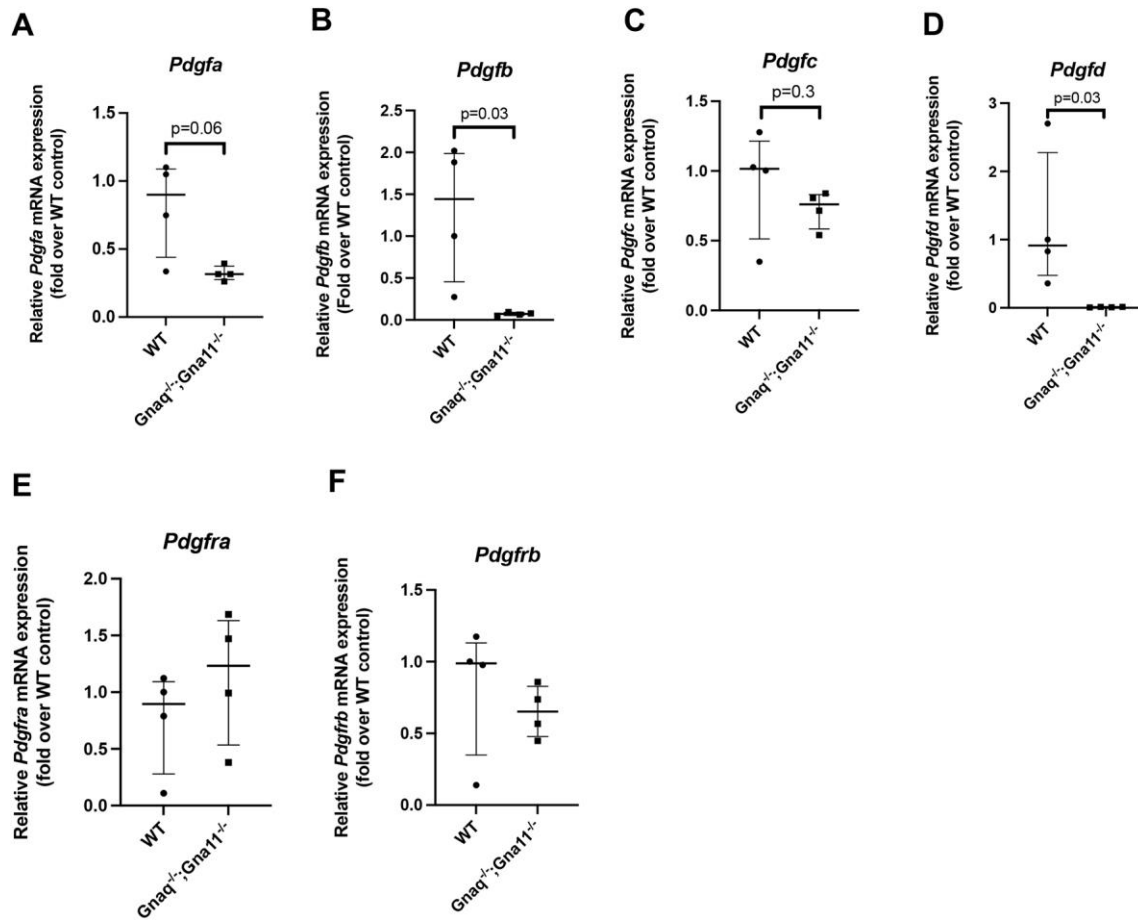 A
Pdgfa
p=0.06
Relative Pdgfa mRNA expression
(fold over WT control)
1.5
1.0
0.5
0.0
WT
Gnaq-/-;Gna11-/-
B
Pdgfb
p=0.03
Relative Pdgfb mRNA expression
(Fold over WT control)
2.5
2.0
1.5
1.0
0.5
0.0
WT
Gnaq-/-;Gna11-/-
C
Pdgfc
p=0.3
Relative Pdgfc mRNA expression
(fold over WT control)
1.5
1.0
0.5
0.0
WT
Gnaq-/-;Gna11-/-
D
Pdgfd
p=0.03
Relative Pdgfd mRNA expression
(fold over WT control)
3
2
1
0
WT
Gnaq-/-;Gna11-/-
E
Pdgfra
Relative Pdgfra mRNA expression
(fold over WT control)
2.0
1.5
1.0
0.5
0.0
WT
Gnaq-/-;Gna11-/-
F
Pdgfrb
Relative Pdgfrb mRNA expression
(fold over WT control)
1.5
1.0
0.5
0.0
WT
Gnaq-/-;Gna11-/-